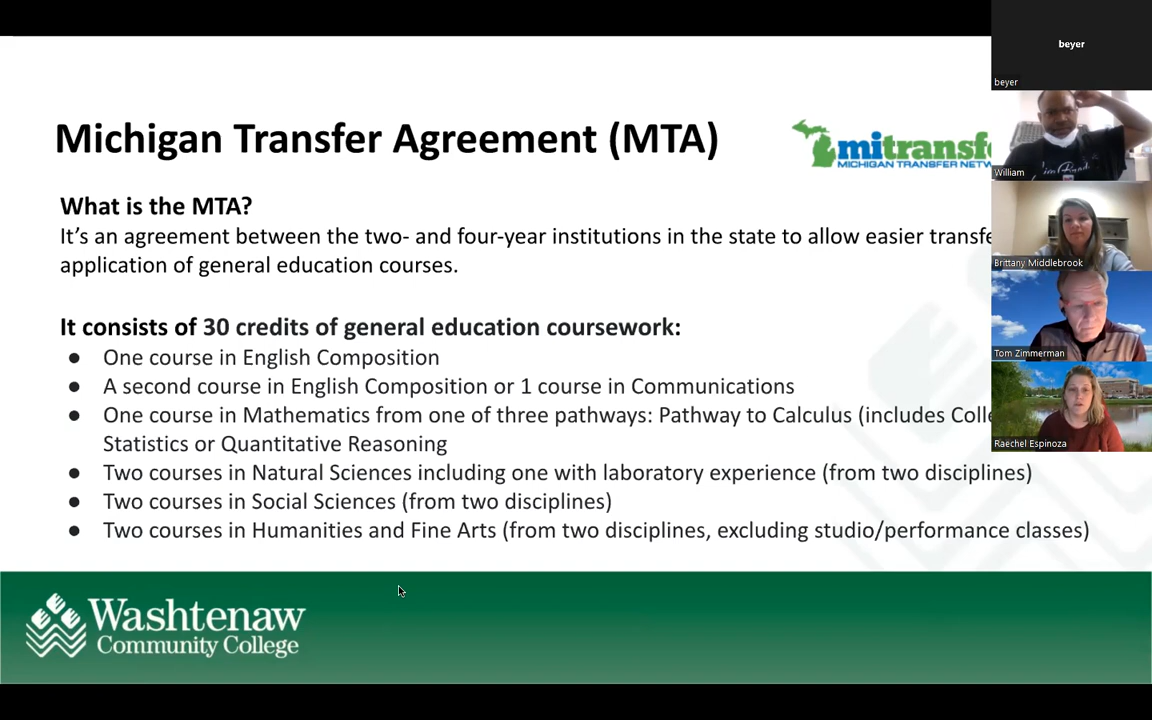 beyer
beyer
Michigan Transfer Agreement (MTA)
mitransf
MICHIGAN TRANSFER NETW
William
What is the MTA?
It's an agreement between the two- and four-year institutions in the state to allow easier transfe
application of general education courses.
Brittany Middlebrook
It consists of 30 credits of general education coursework:
One course in English Composition
Tom Zimmerman
A second course in English Composition or 1 course in Communications
One course in Mathematics from one of three pathways: Pathway to Calculus (includes Colle
Statistics or Quantitative Reasoning
Raechel Espinoza
Two courses in Natural Sciences including one with laboratory experience (from two disciplines)
Two courses in Social Sciences (from two disciplines)
Two courses in Humanities and Fine Arts (from two disciplines, excluding studio/performance classes)
Washtenaw
Community College